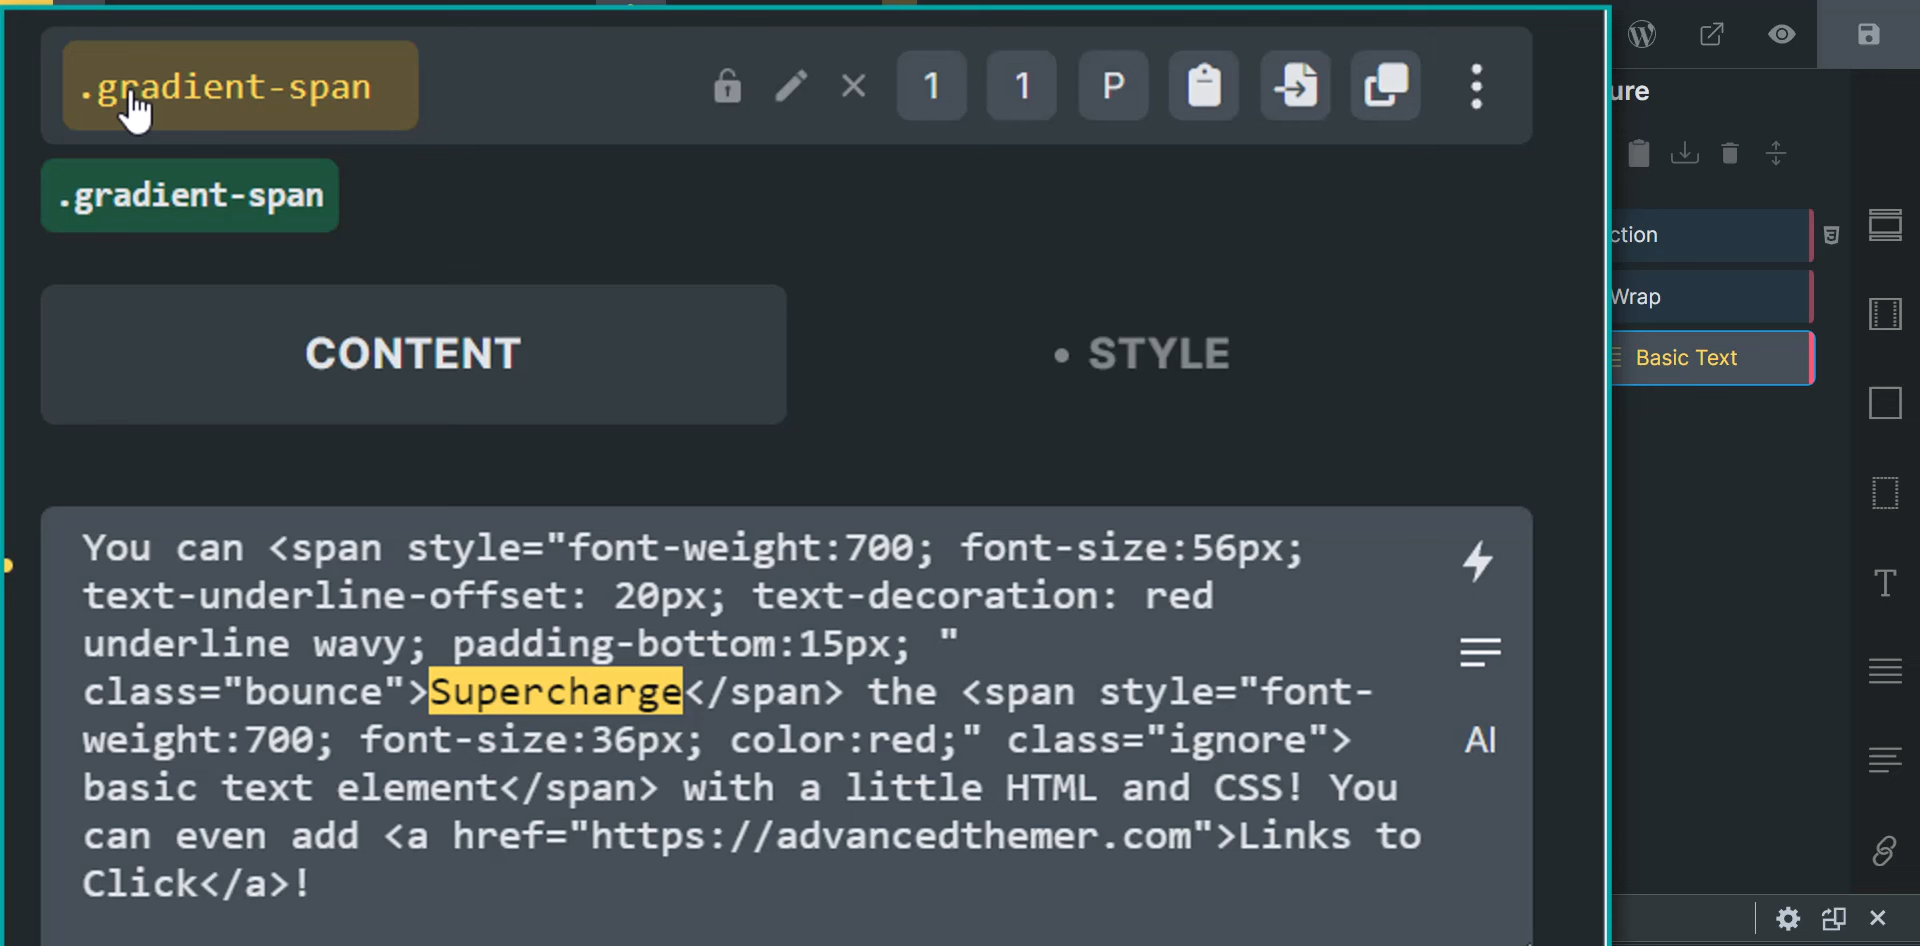 .gradient-span
1
1
P
.gradient-span
CONTENT
• STYLE
You can <span style="font-weight:700; font-size:56px;
text-underline-offset: 20px; text-decoration: red
underline wavy; padding-bottom:15px; "
class="bounce">Supercharge</span> the <span style="font-
weight:700; font-size:36px; color:red;" class="ignore">
basic text element</span> with a little HTML and CSS! You
can even add <a href="https://advancedthemer.com">Links to
Click</a>!
AI
ure
ction
Wrap
Basic Text